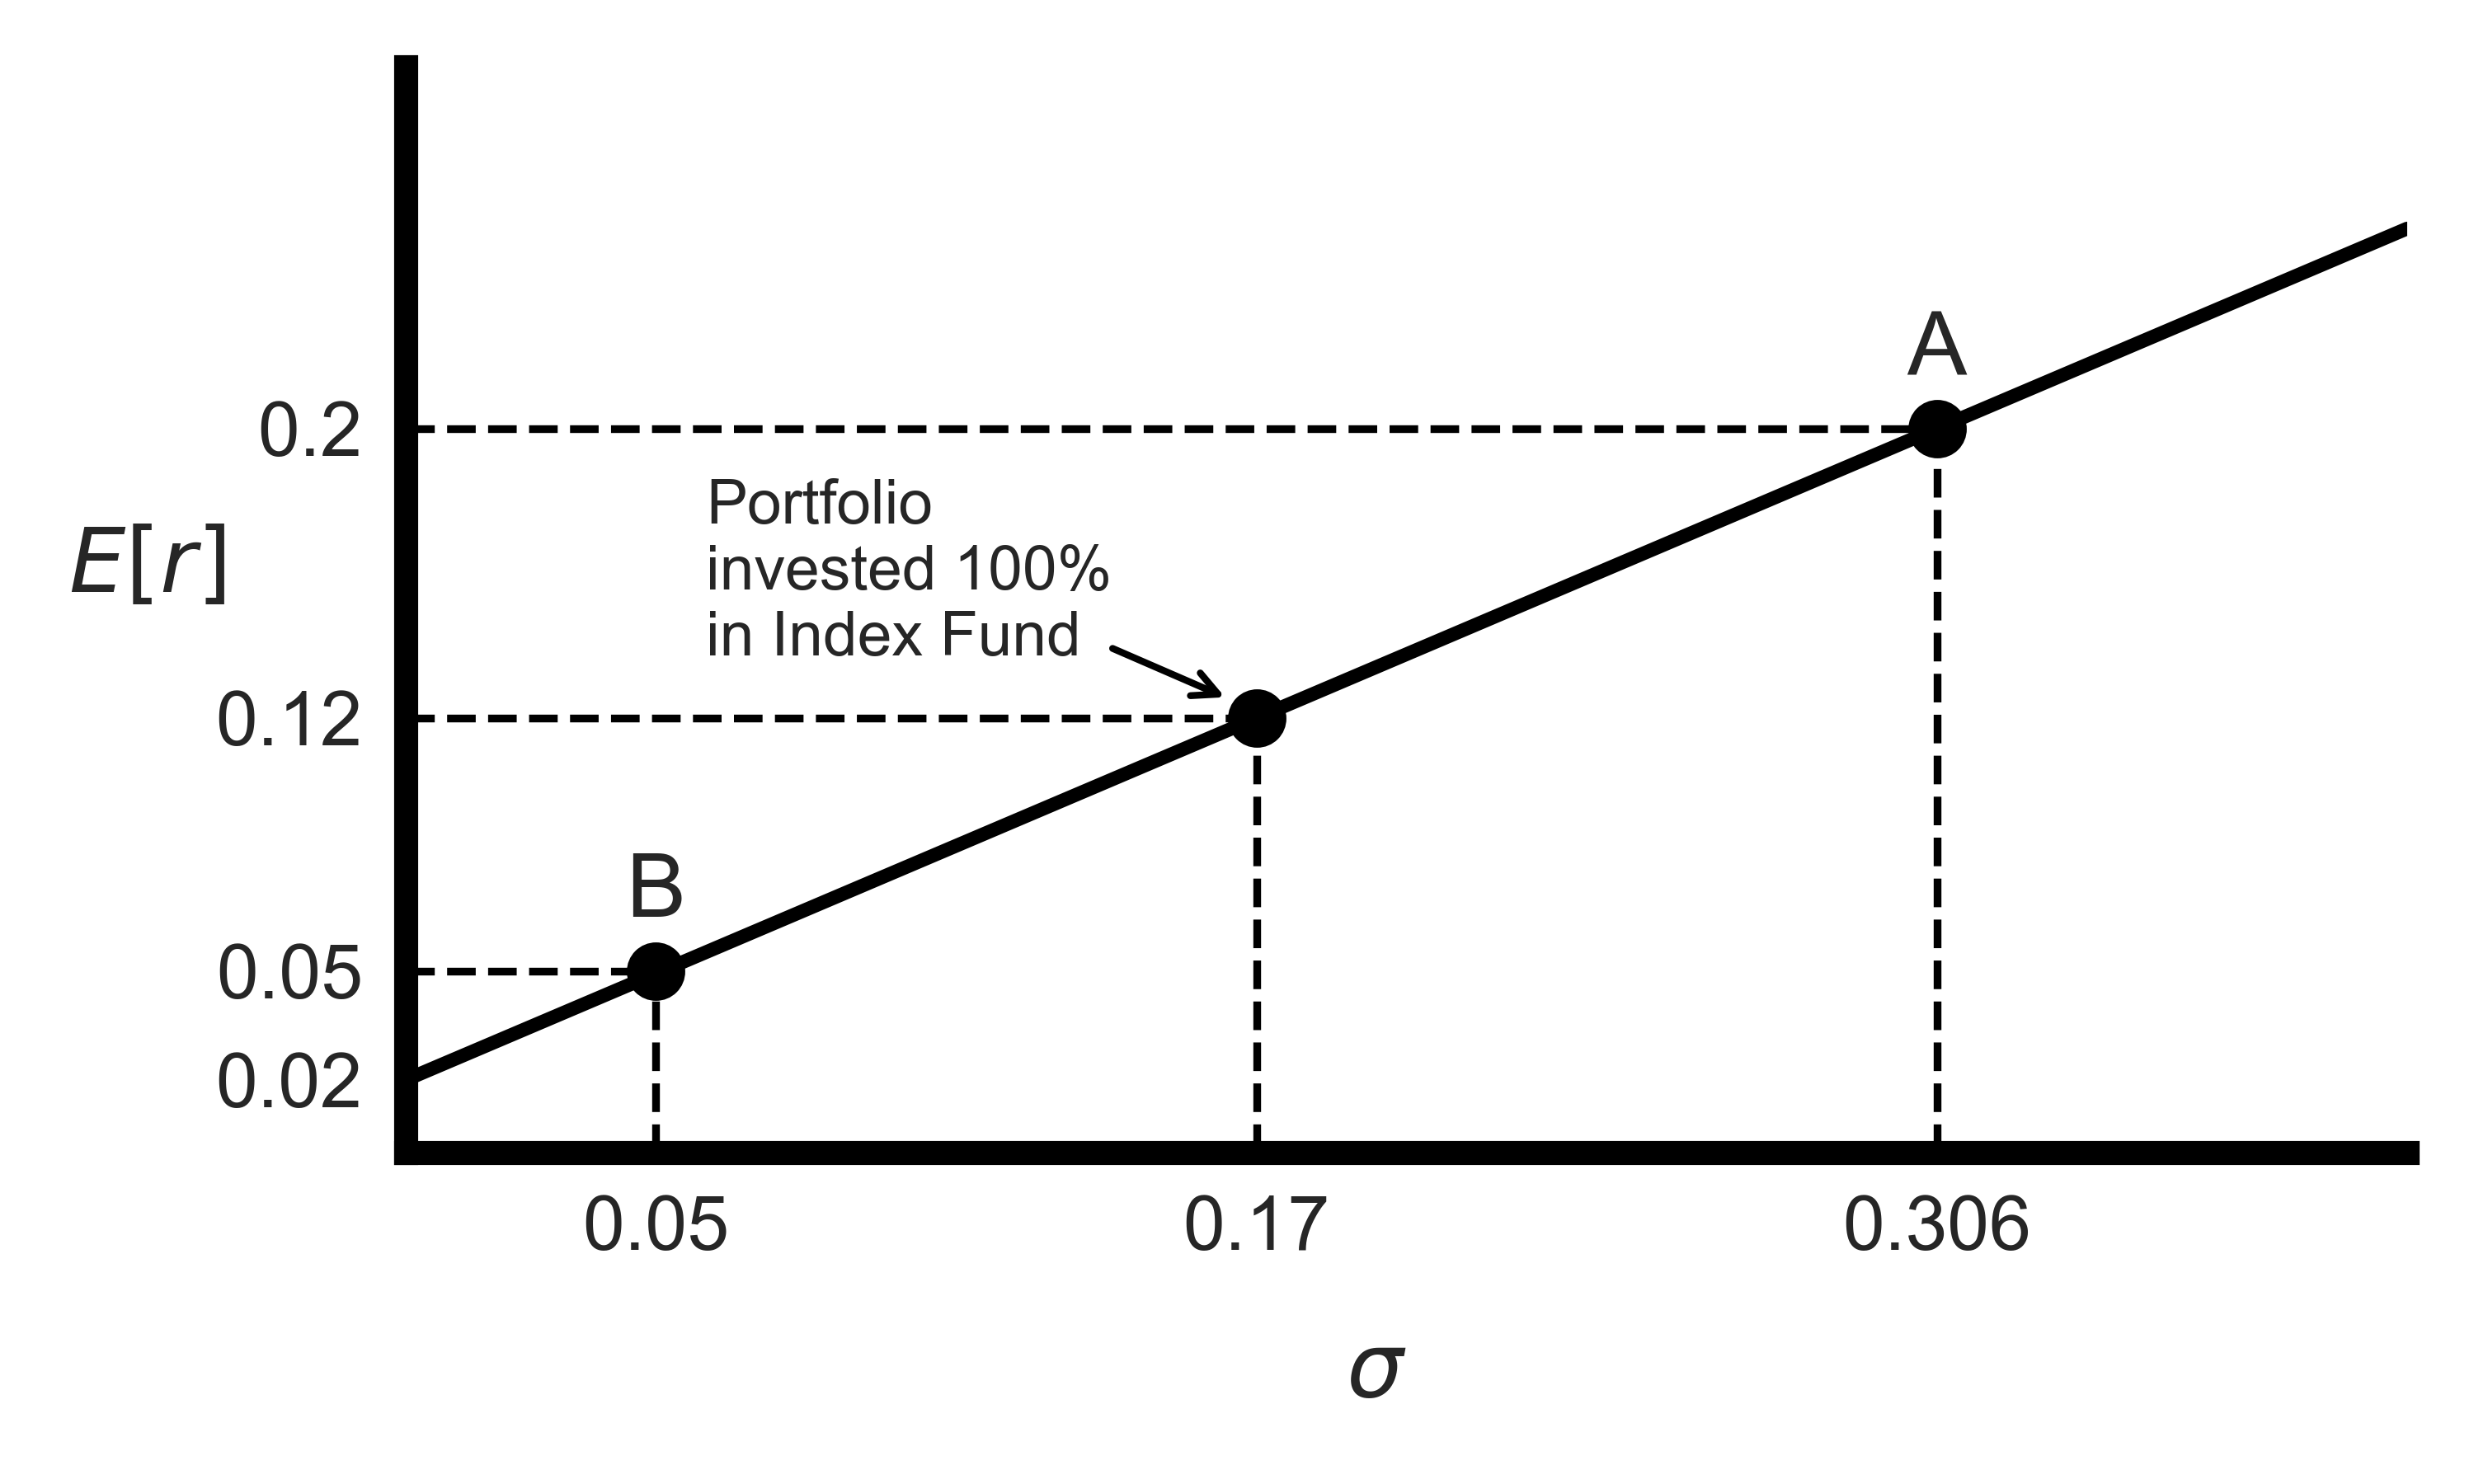 A
0.2
Portfolio
invested 100%
in Index Fund
E[r]
0.12
B
0.05
0.02
0.05 0.17 0.306
σ